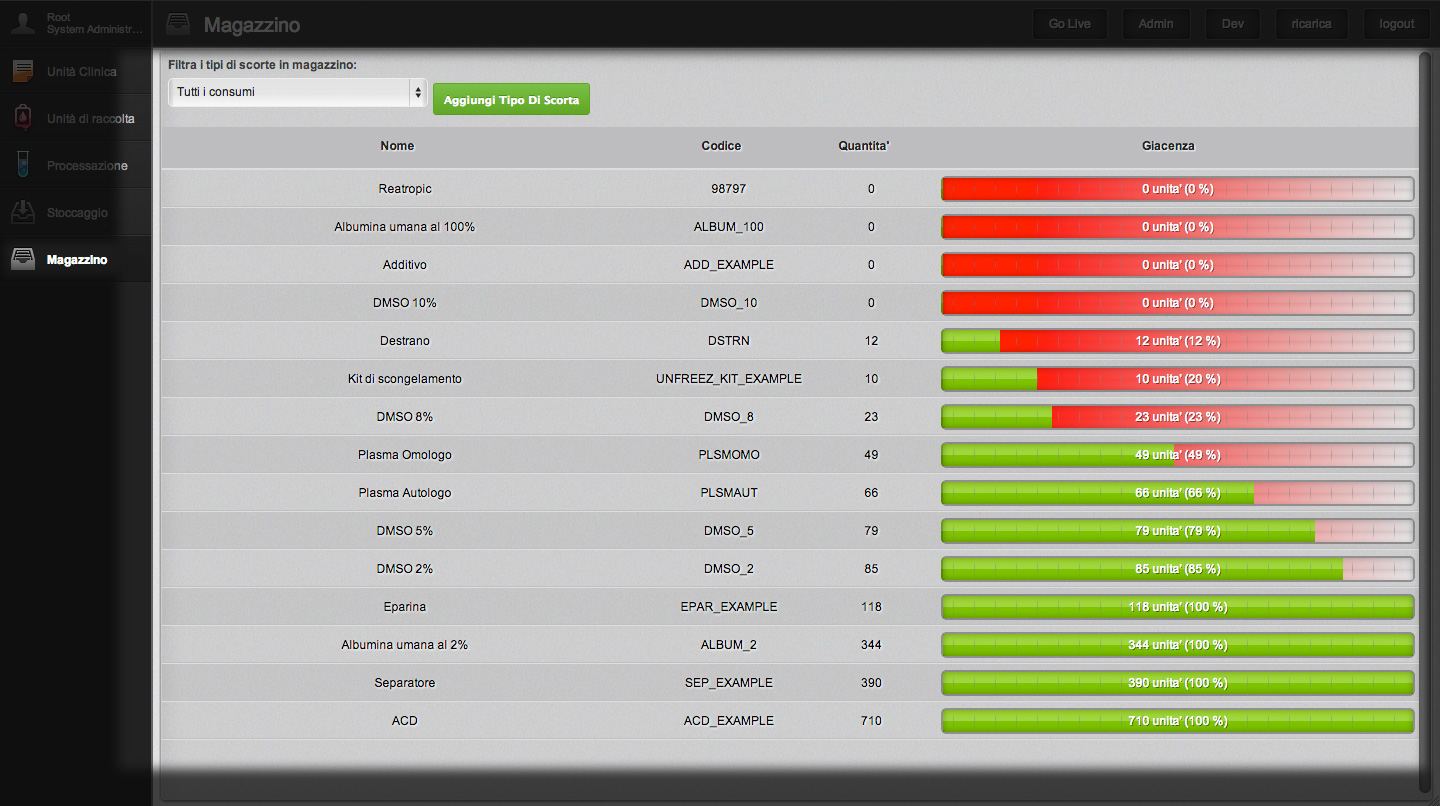 Root
System Administr...
Magazzino
Go Live
Admin
Dev
ricarica
logout
Unità Clinica
Unità di raccolta
Processazione
Stoccaggio
Magazzino
Filtra i tipi di scorte in magazzino:
Tutti i consumi
Aggiungi Tipo Di Scorta
Nome Codice Quantita' Giacenza
Reatropic 98797 0 0 unita' (0 %)
Albumina umana al 100% ALBUM_100 0 0 unita' (0 %)
Additivo ADD_EXAMPLE 0 0 unita' (0 %)
DMSO 10% DMSO_10 0 0 unita' (0 %)
Destrano DSTRN 12 12 unita' (12 %)
Kit di scongelamento UNFREEZ_KIT_EXAMPLE 10 10 unita' (20 %)
DMSO 8% DMSO_8 23 23 unita' (23 %)
Plasma Omologo PLSMOMO 49 49 unita' (49 %)
Plasma Autologo PLSMAUT 66 66 unita' (66 %)
DMSO 5% DMSO_5 79 79 unita' (79 %)
DMSO 2% DMSO_2 85 85 unita' (85 %)
Eparina EPAR_EXAMPLE 118 118 unita' (100 %)
Albumina umana al 2% ALBUM_2 344 344 unita' (100 %)
Separatore SEP_EXAMPLE 390 390 unita' (100 %)
ACD ACD_EXAMPLE 710 710 unita' (100 %)